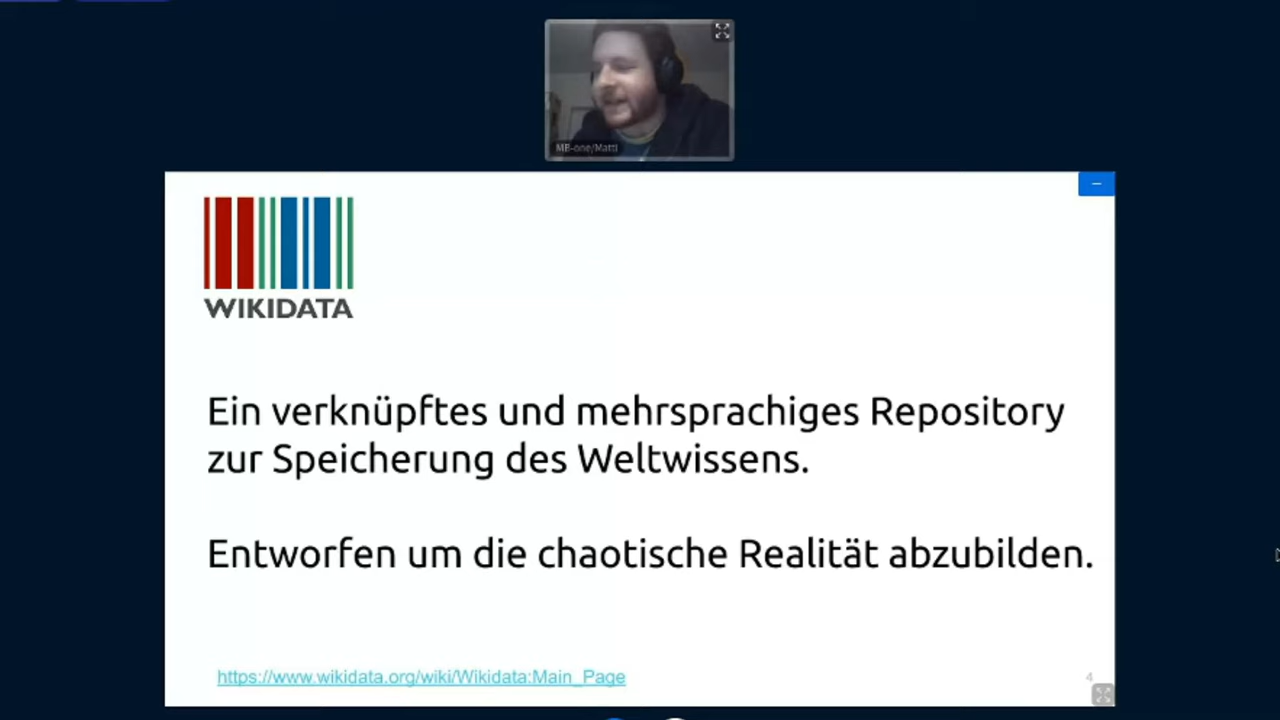 MB-one/Matti
WIKIDATA
Ein verknüpftes und mehrsprachiges Repository
zur Speicherung des Weltwissens.
Entworfen um die chaotische Realität abzubilden.
https://www.wikidata.org/wiki/Wikidata:Main_Page
4